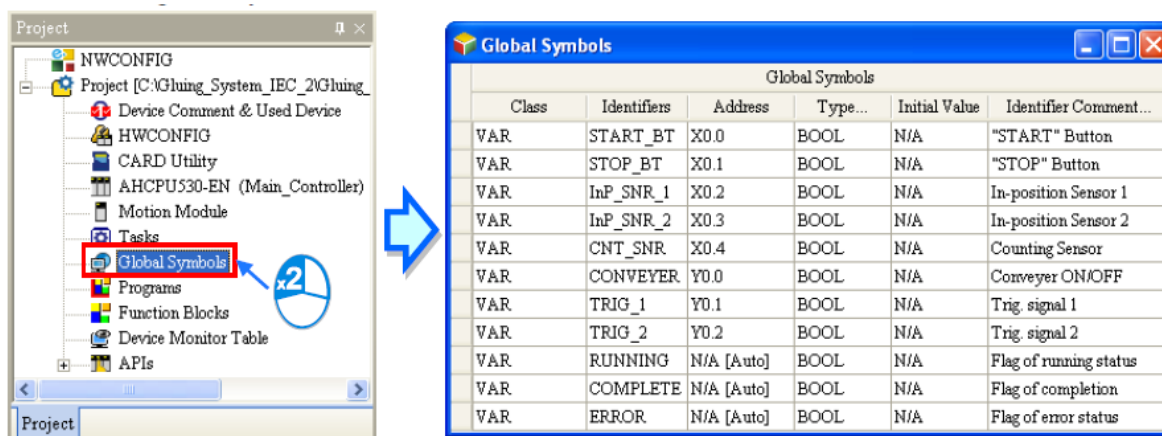 Project
NWCONFIG
Project [C:\Gluing_System_IEC_2\Gluing_
Device Comment & Used Device
HWCONFIG
CARD Utility
AHCPU530-EN (Main_Controller)
Motion Module
Tasks
Global Symbols
x2
Programs
Function Blocks
Device Monitor Table
APIs
Project
Global Symbols
Global Symbols
Class Identifiers Address Type... Initial Value Identifier Comment...
VAR START_BT X0.0 BOOL N/A "START" Button
VAR STOP_BT X0.1 BOOL N/A "STOP" Button
VAR InP_SNR_1 X0.2 BOOL N/A In-position Sensor 1
VAR InP_SNR_2 X0.3 BOOL N/A In-position Sensor 2
VAR CNT_SNR X0.4 BOOL N/A Counting Sensor
VAR CONVEYER Y0.0 BOOL N/A Conveyer ON/OFF
VAR TRIG_1 Y0.1 BOOL N/A Trig. signal 1
VAR TRIG_2 Y0.2 BOOL N/A Trig. signal 2
VAR RUNNING N/A [Auto] BOOL N/A Flag of running status
VAR COMPLETE N/A [Auto] BOOL N/A Flag of completion
VAR ERROR N/A [Auto] BOOL N/A Flag of error status